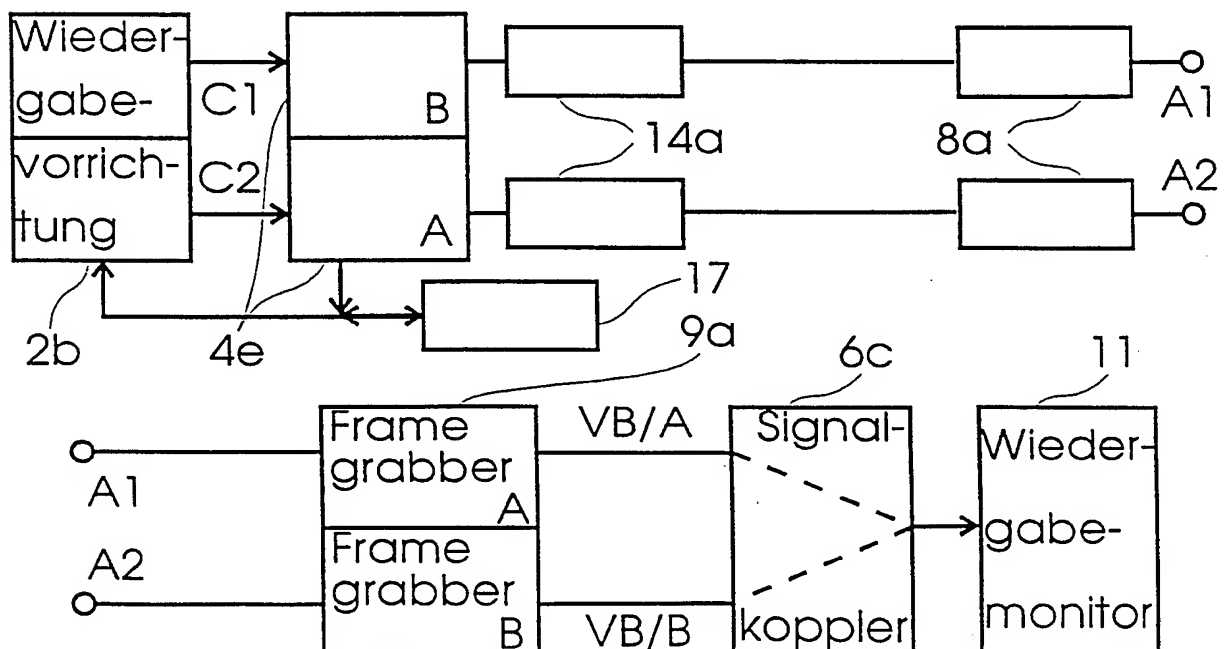 Wieder-
gabe-
vorrich-
tung
C1
C2
B
A
14a
8a
A1
A2
2b
4e
17
9a
6c
11
A1
A2
Frame
grabber
A
Frame
grabber
B
VB/A
VB/B
Signal-
koppler
Wieder-
gabe-
monitor